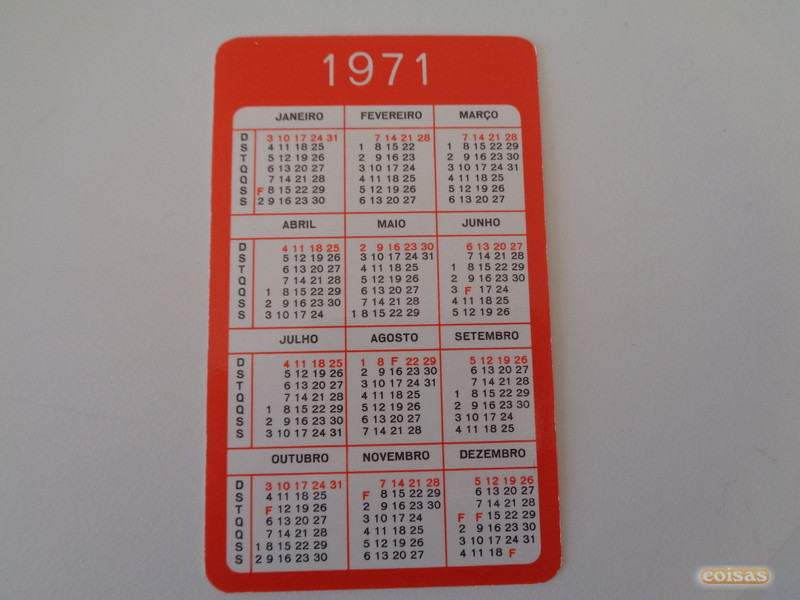 1971
JANEIRO FEVEREIRO MARÇO
D 3 10 17 24 31 7 14 21 28 7 14 21 28
S 4 11 18 25 1 8 15 22 1 8 15 22 29
T 5 12 19 26 2 9 16 23 2 9 16 23 30
Q 6 13 20 27 3 10 17 24 3 10 17 24 31
Q 7 14 21 28 4 11 18 25 4 11 18 25
S F 8 15 22 29 5 12 19 26 5 12 19 26
S 2 9 16 23 30 6 13 20 27 6 13 20 27
ABRIL MAIO JUNHO
D 4 11 18 25 2 9 16 23 30 6 13 20 27
S 5 12 19 26 3 10 17 24 31 7 14 21 28
T 6 13 20 27 4 11 18 25 1 8 15 22 29
Q 7 14 21 28 5 12 19 26 2 9 16 23 30
Q 1 8 15 22 29 6 13 20 27 3 F 17 24
S 2 9 16 23 30 7 14 21 28 4 11 18 25
S 3 10 17 24 1 8 15 22 29 5 12 19 26
JULHO AGOSTO SETEMBRO
D 4 11 18 25 1 8 F 22 29 5 12 19 26
S 5 12 19 26 2 9 16 23 30 6 13 20 27
T 6 13 20 27 3 10 17 24 31 7 14 21 28
Q 7 14 21 28 4 11 18 25 1 8 15 22 29
Q 1 8 15 22 29 5 12 19 26 2 9 16 23 30
S 2 9 16 23 30 6 13 20 27 3 10 17 24
S 3 10 17 24 31 7 14 21 28 4 11 18 25
OUTUBRO NOVEMBRO DEZEMBRO
D 3 10 17 24 31 7 14 21 28 5 12 19 26
S 4 11 18 25 F 8 15 22 29 6 13 20 27
T F 12 19 26 2 9 16 23 30 7 14 21 28
Q 6 13 20 27 3 10 17 24 F F 15 22 29
Q 7 14 21 28 4 11 18 25 2 9 16 23 30
S 1 8 15 22 29 5 12 19 26 3 10 17 24 31
S 2 9 16 23 30 6 13 20 27 4 11 18 F
coisas